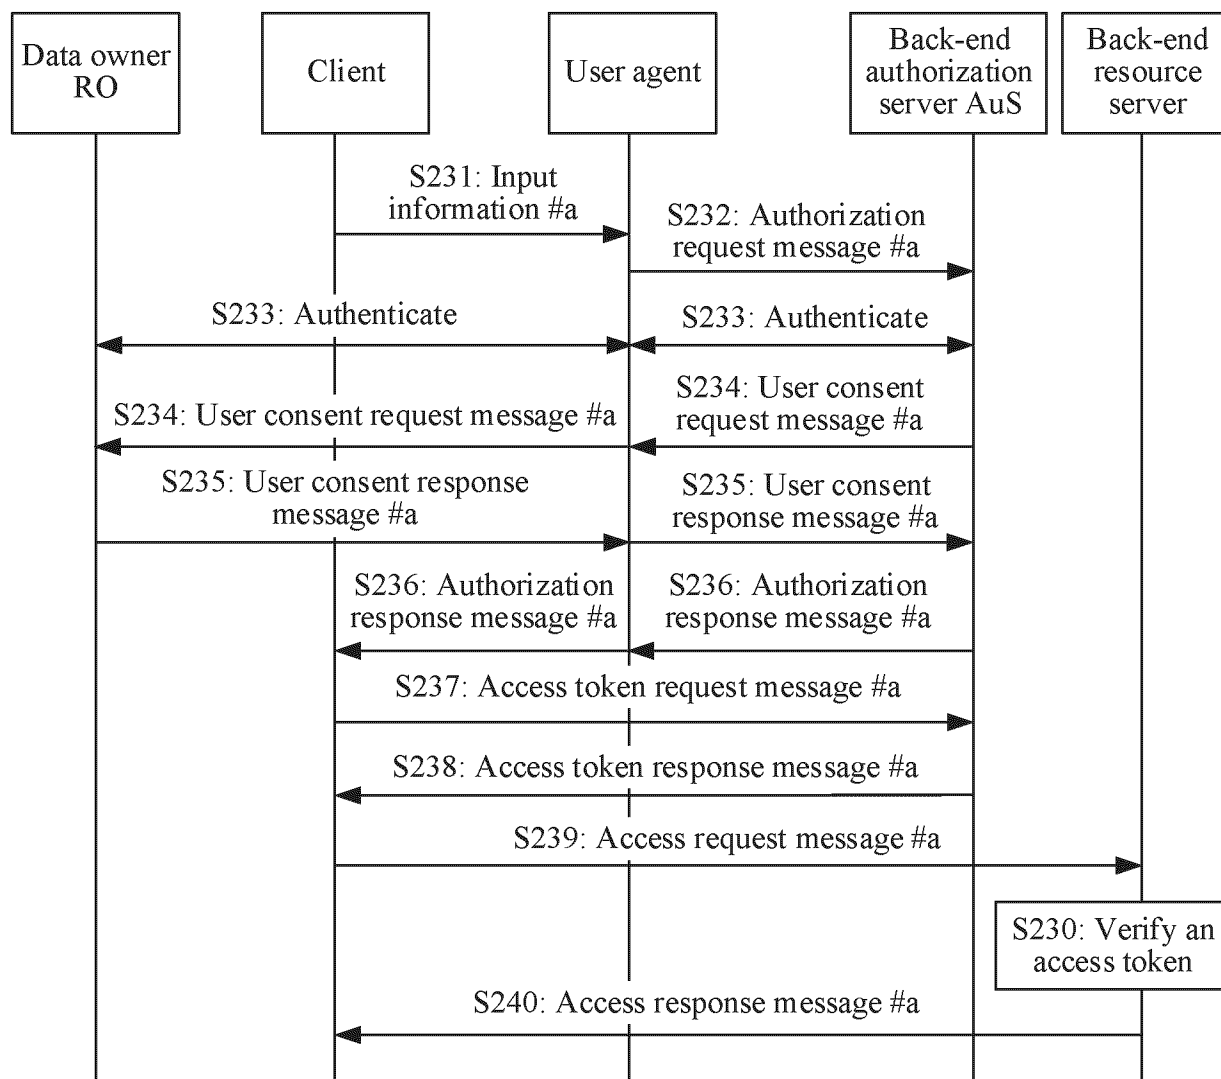 Data owner
RO
Client
User agent
Back-end
authorization
server AuS
Back-end
resource
server
S231: Input
information #a
S232: Authorization
request message #a
S233: Authenticate
S233: Authenticate
S234: User consent request message #a
S234: User consent
request message #a
S235: User consent response
message #a
S235: User consent
response message #a
S236: Authorization
response message #a
S236: Authorization
response message #a
S237: Access token request message #a
S238: Access token response message #a
S239: Access request message #a
S230: Verify an
access token
S240: Access response message #a